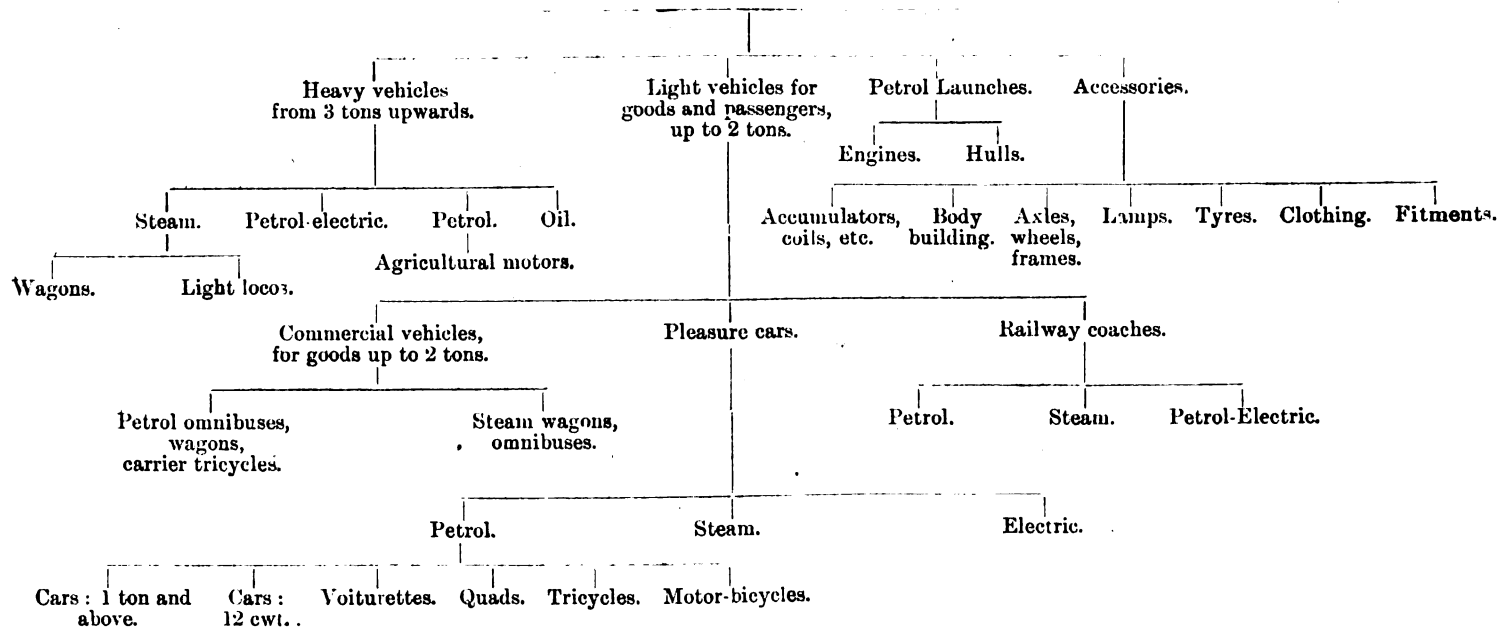 Heavy vehicles
from 3 tons upwards.
Light vehicles for
goods and passengers,
up to 2 tons.
Petrol Launches.
Accessories.
Engines.
Hulls.
Steam.
Petrol-electric.
Petrol.
Oil.
Accumulators,
coils, etc.
Body
building.
Axles,
wheels,
frames.
Lamps.
Tyres.
Clothing.
Fitments.
Agricultural motors.
Wagons.
Light locos.
Commercial vehicles,
for goods up to 2 tons.
Pleasure cars.
Railway coaches.
Petrol omnibuses,
wagons,
carrier tricycles.
Steam wagons,
omnibuses.
Petrol.
Steam.
Petrol-Electric.
Petrol.
Steam.
Electric.
Cars : 1 ton and
above.
Cars :
12 cwt.
Voiturettes.
Quads.
Tricycles.
Motor-bicycles.